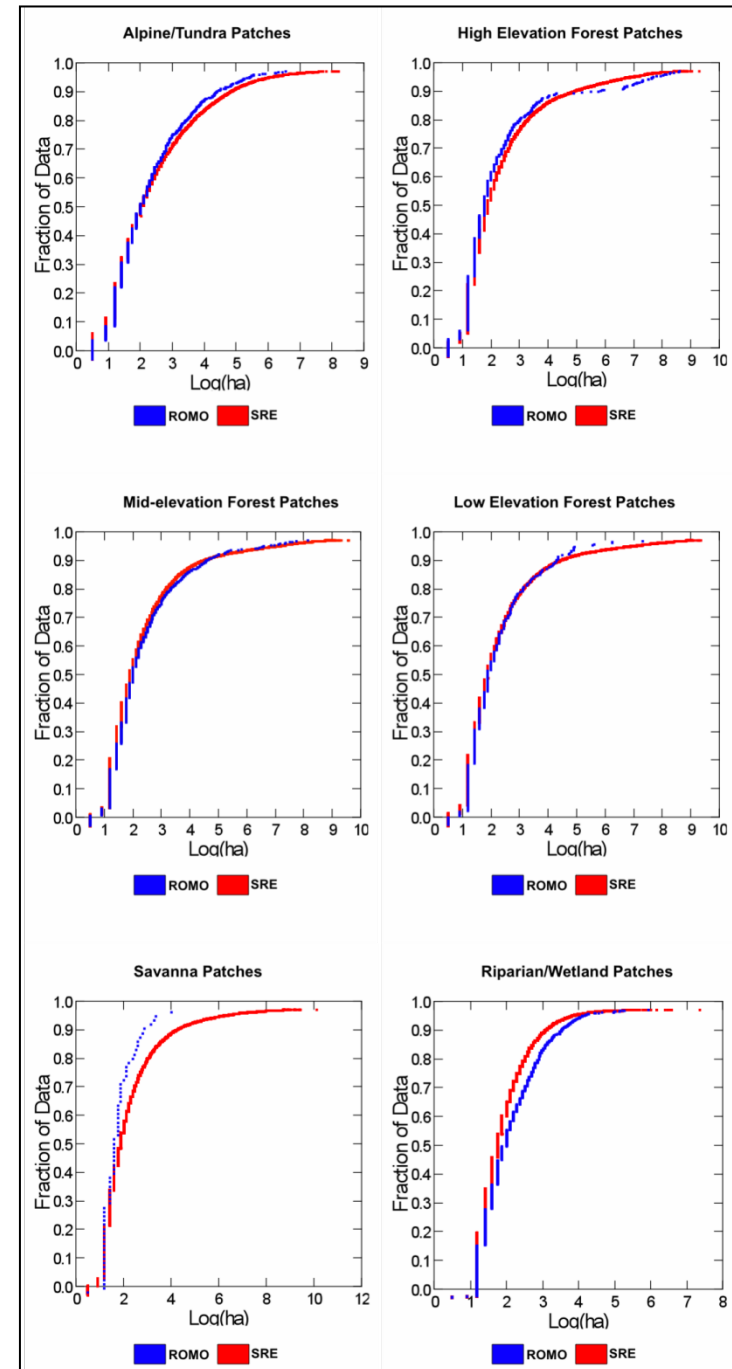 Alpine/Tundra Patches
Fraction of Data
1.0
0.9
0.8
0.7
0.6
0.5
0.4
0.3
0.2
0.1
0.0
0 1 2 3 4 5 6 7 8 9
Log(ha)
ROMO SRE
High Elevation Forest Patches
Fraction of Data
1.0
0.9
0.8
0.7
0.6
0.5
0.4
0.3
0.2
0.1
0.0
0 1 2 3 4 5 6 7 8 9 10
Log(ha)
ROMO SRE
Mid-elevation Forest Patches
Fraction of Data
1.0
0.9
0.8
0.7
0.6
0.5
0.4
0.3
0.2
0.1
0.0
0 1 2 3 4 5 6 7 8 9 10
Log(ha)
ROMO SRE
Low Elevation Forest Patches
Fraction of Data
1.0
0.9
0.8
0.7
0.6
0.5
0.4
0.3
0.2
0.1
0.0
0 1 2 3 4 5 6 7 8 9 10
Log(ha)
ROMO SRE
Savanna Patches
Fraction of Data
1.0
0.9
0.8
0.7
0.6
0.5
0.4
0.3
0.2
0.1
0.0
0 2 4 6 8 10 12
Log(ha)
ROMO SRE
Riparian/Wetland Patches
Fraction of Data
1.0
0.9
0.8
0.7
0.6
0.5
0.4
0.3
0.2
0.1
0.0
0 1 2 3 4 5 6 7 8
Log(ha)
ROMO SRE